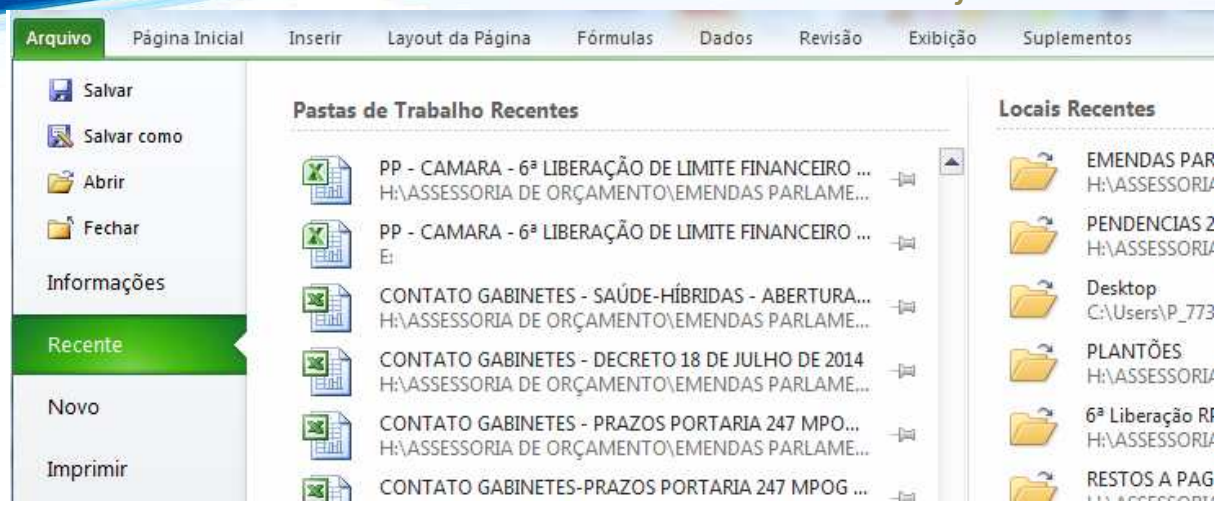 Arquivo Página Inicial Inserir Layout da Página Fórmulas Dados Revisão Exibição Suplementos
Salvar
Salvar como
Abrir
Fechar
Informações
Recente
Novo
Imprimir
Pastas de Trabalho Recentes
PP - CAMARA - 6ª LIBERAÇÃO DE LIMITE FINANCEIRO ...
H:\ASSESSORIA DE ORÇAMENTO\EMENDAS PARLAME...
PP - CAMARA - 6ª LIBERAÇÃO DE LIMITE FINANCEIRO ...
E:
CONTATO GABINETES - SAÚDE-HÍBRIDAS - ABERTURA...
H:\ASSESSORIA DE ORÇAMENTO\EMENDAS PARLAME...
CONTATO GABINETES - DECRETO 18 DE JULHO DE 2014
H:\ASSESSORIA DE ORÇAMENTO\EMENDAS PARLAME...
CONTATO GABINETES - PRAZOS PORTARIA 247 MPO...
H:\ASSESSORIA DE ORÇAMENTO\EMENDAS PARLAME...
CONTATO GABINETES-PRAZOS PORTARIA 247 MPOG ...
Locais Recentes
EMENDAS PAR
H:\ASSESSORIA
PENDENCIAS 2
H:\ASSESSORIA
Desktop
C:\Users\P_773
PLANTÕES
H:\ASSESSORIA
6ª Liberação RP
H:\ASSESSORIA
RESTOS A PAG